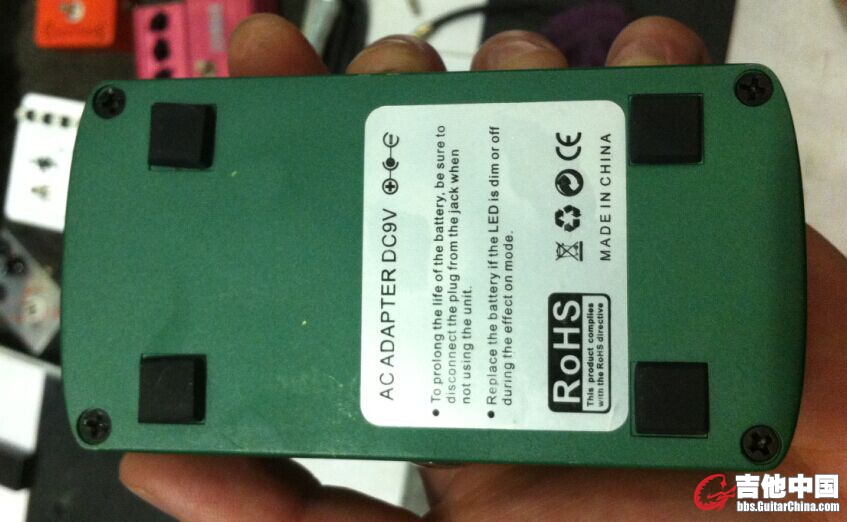 AC ADAPTER DC9V
● To prolong the life of the battery, be sure to
disconnect the plug from the jack when
not using the unit.
● Replace the battery if the LED is dim or off
during the effect on mode.
RoHS
This product complies
with the RoHS directive
CE
MADE IN CHINA
吉他中国
bbs.GuitarChina.com